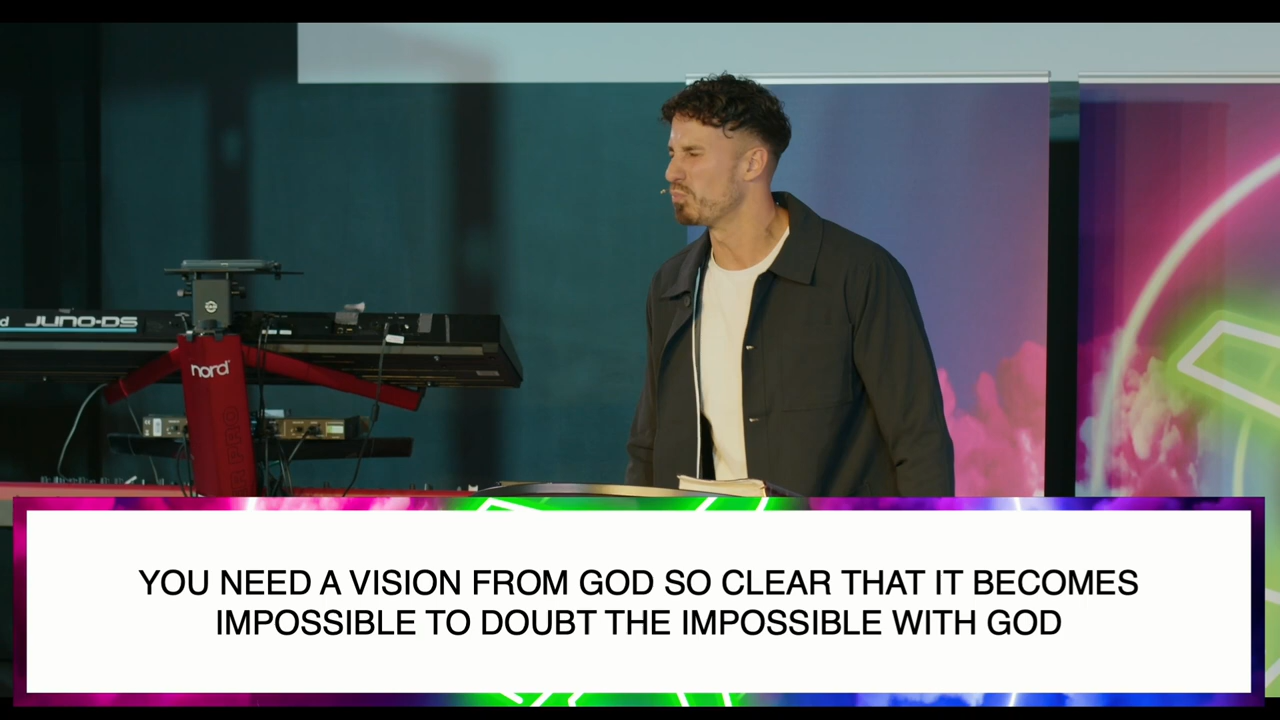 JUNO-DS
nord
YOU NEED A VISION FROM GOD SO CLEAR THAT IT BECOMES
IMPOSSIBLE TO DOUBT THE IMPOSSIBLE WITH GOD